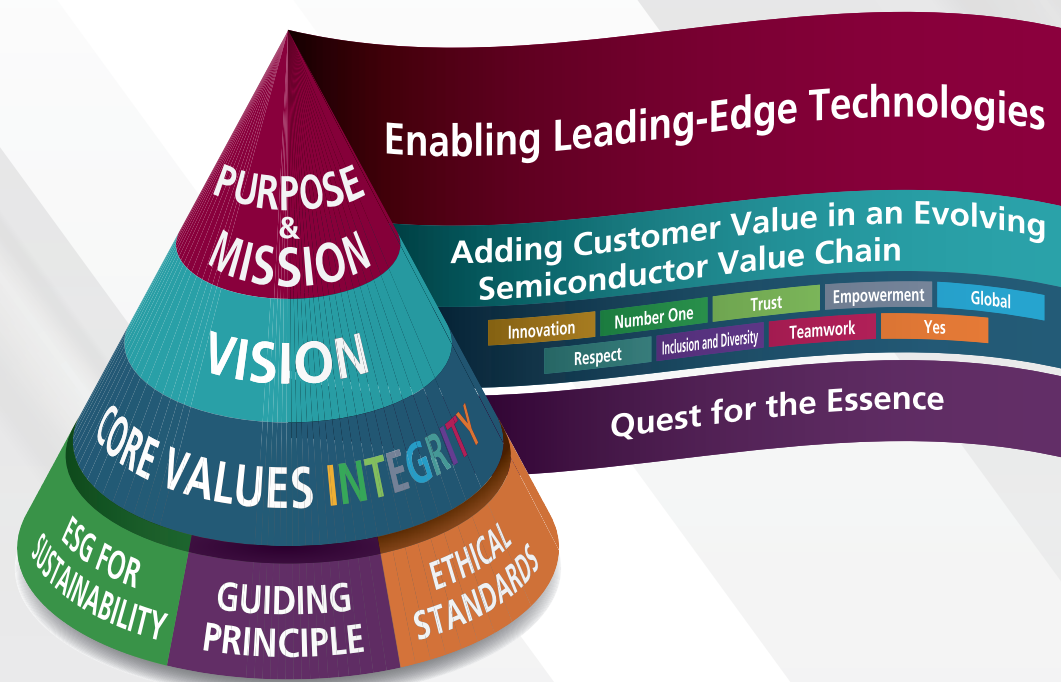 Enabling Leading-Edge Technologies
PURPOSE
&
MISSION
Adding Customer Value in an Evolving
Semiconductor Value Chain
VISION
Innovation
Number One
Trust
Empowerment
Global
Respect
Inclusion and Diversity
Teamwork
Yes
CORE VALUES INTEGRITY
Quest for the Essence
ESG FOR
SUSTAINABILITY
GUIDING
PRINCIPLE
ETHICAL
STANDARDS